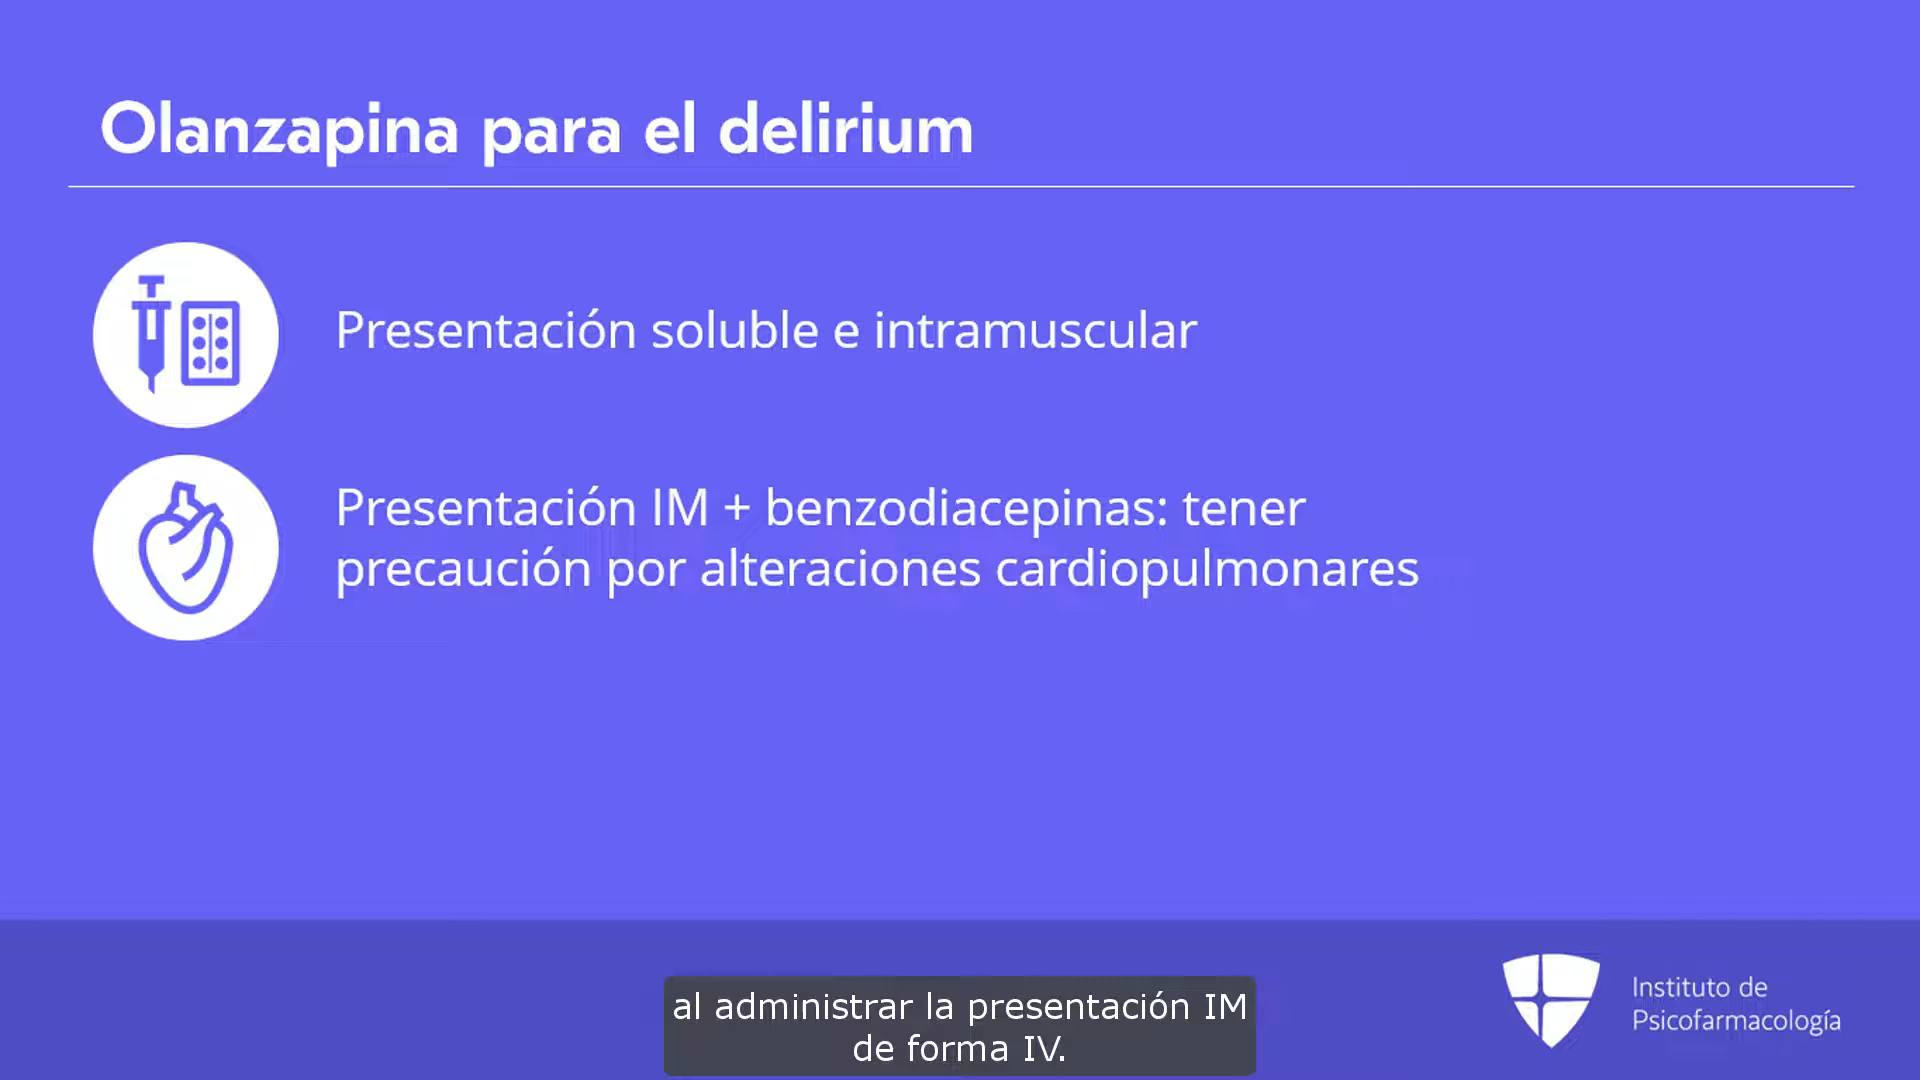 Olanzapina para el delirium
Presentación soluble e intramuscular
Presentación IM + benzodiacepinas: tener
precaución por alteraciones cardiopulmonares
al administrar la presentación IM
de forma IV.
Instituto de
Psicofarmacología